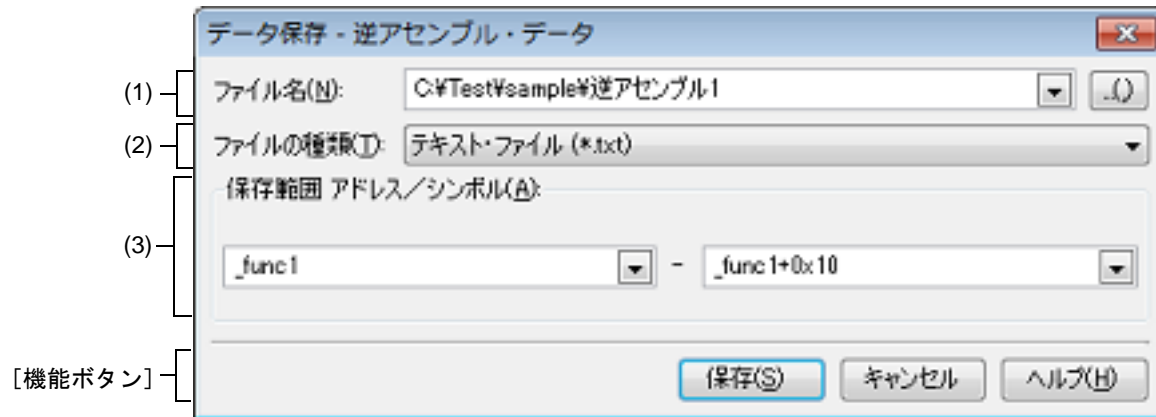 データ保存 - 逆アセンブル・データ
(1)
ファイル名(N): C:¥Test¥sample¥逆アセンブル1 ...()
(2)
ファイルの種類(T): テキスト・ファイル (*.txt)
保存範囲 アドレス／シンボル(A):
(3)
_func1 - _func1+0x10
[機能ボタン]
保存(S) キャンセル ヘルプ(H)